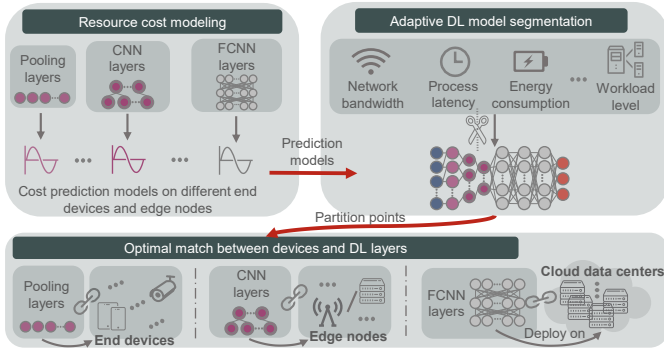 Resource cost modeling
Pooling
layers
CNN
layers
FCNN
layers
Cost prediction models on different end
devices and edge nodes
Prediction
models
Adaptive DL model segmentation
Network
bandwidth
Process
latency
Energy
consumption
Workload
level
Partition points
Optimal match between devices and DL layers
Pooling
layers
End devices
CNN
layers
Edge nodes
FCNN
layers
Cloud data centers
Deploy on